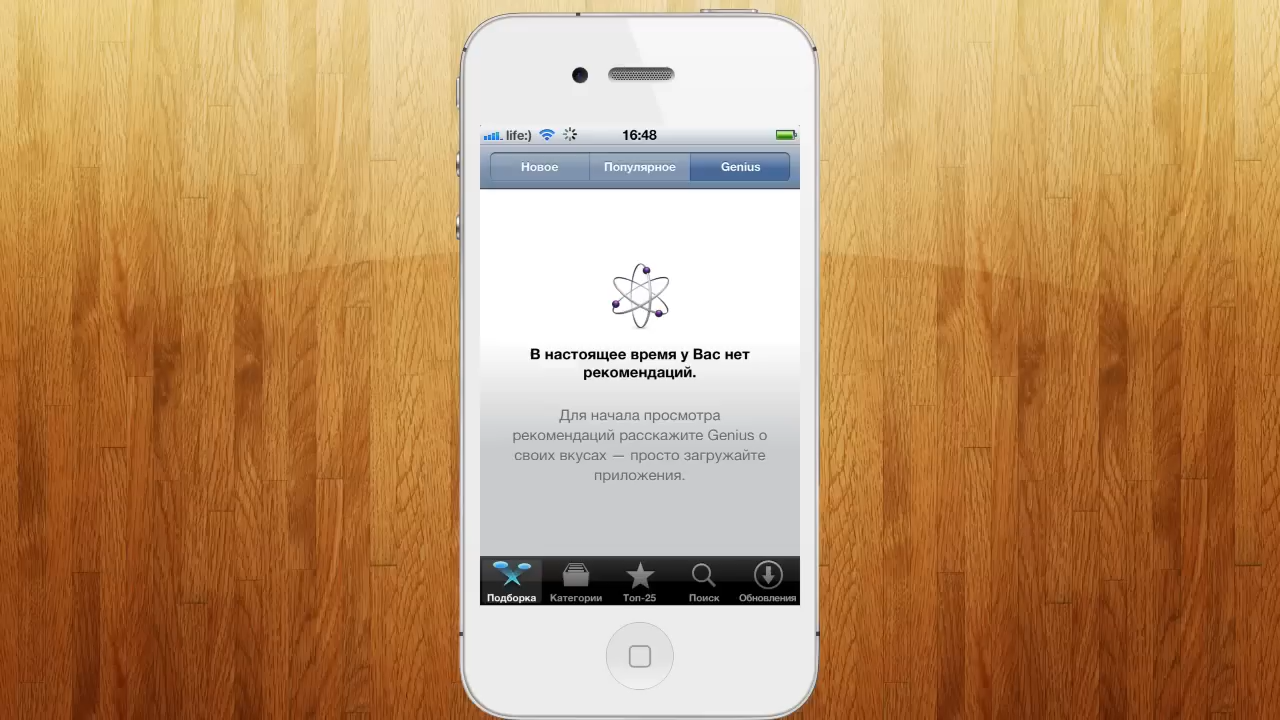 life:) 16:48
Новое Популярное Genius
В настоящее время у Вас нет
рекомендаций.
Для начала просмотра
рекомендаций расскажите Genius о
своих вкусах — просто загружайте
приложения.
Подборка Категории Топ-25 Поиск Обновления